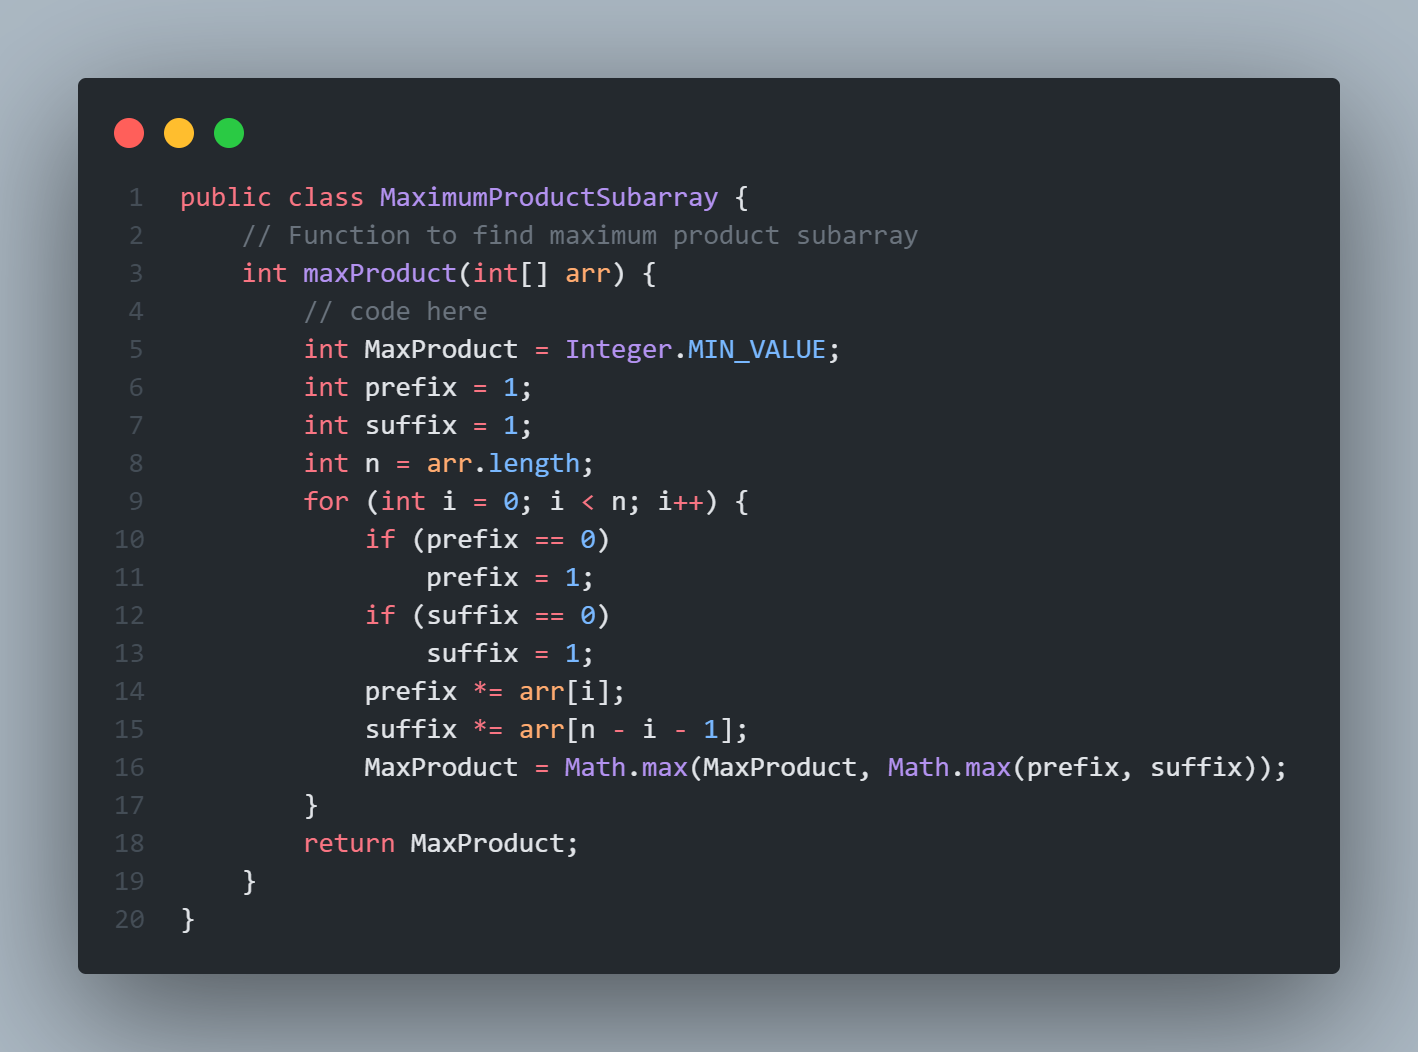 1 public class MaximumProductSubarray {
2     // Function to find maximum product subarray
3     int maxProduct(int[] arr) {
4         // code here
5         int MaxProduct = Integer.MIN_VALUE;
6         int prefix = 1;
7         int suffix = 1;
8         int n = arr.length;
9         for (int i = 0; i < n; i++) {
10             if (prefix == 0)
11                 prefix = 1;
12             if (suffix == 0)
13                 suffix = 1;
14             prefix *= arr[i];
15             suffix *= arr[n - i - 1];
16             MaxProduct = Math.max(MaxProduct, Math.max(prefix, suffix));
17         }
18         return MaxProduct;
19     }
20 }